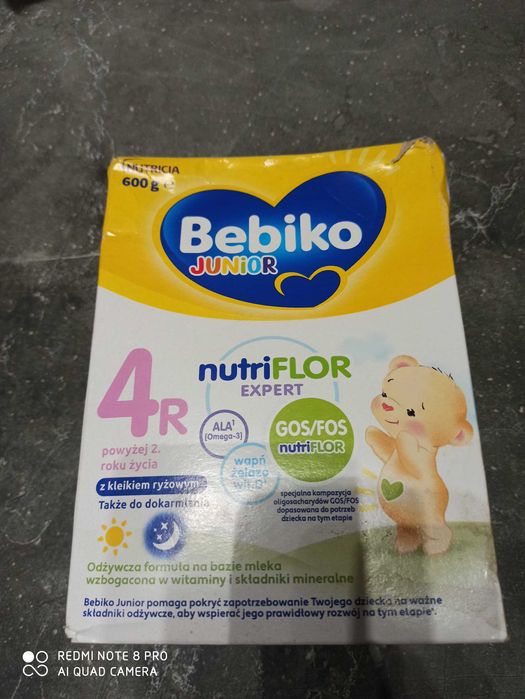 NUTRICIA
600 g e
Bebiko
JUNiOR
4R
powyżej 2.
roku życia
z kleikiem ryżowym
Także do dokarmiania
nutriFLOR
EXPERT
ALA¹
[Omega-3]
wapń
żelazo
wit.D¹
GOS/FOS
nutriFLOR
specjalna kompozycja
oligosacharydów GOS/FOS
dopasowana do potrzeb
dziecka na tym etapie
Odżywcza formuła na bazie mleka
wzbogacona w witaminy i składniki mineralne
Bebiko Junior pomaga pokryć zapotrzebowanie Twojego dziecka na ważne
składniki odżywcze, aby wspierać jego prawidłowy rozwój na tym etapie*.
REDMI NOTE 8 PRO
AI QUAD CAMERA